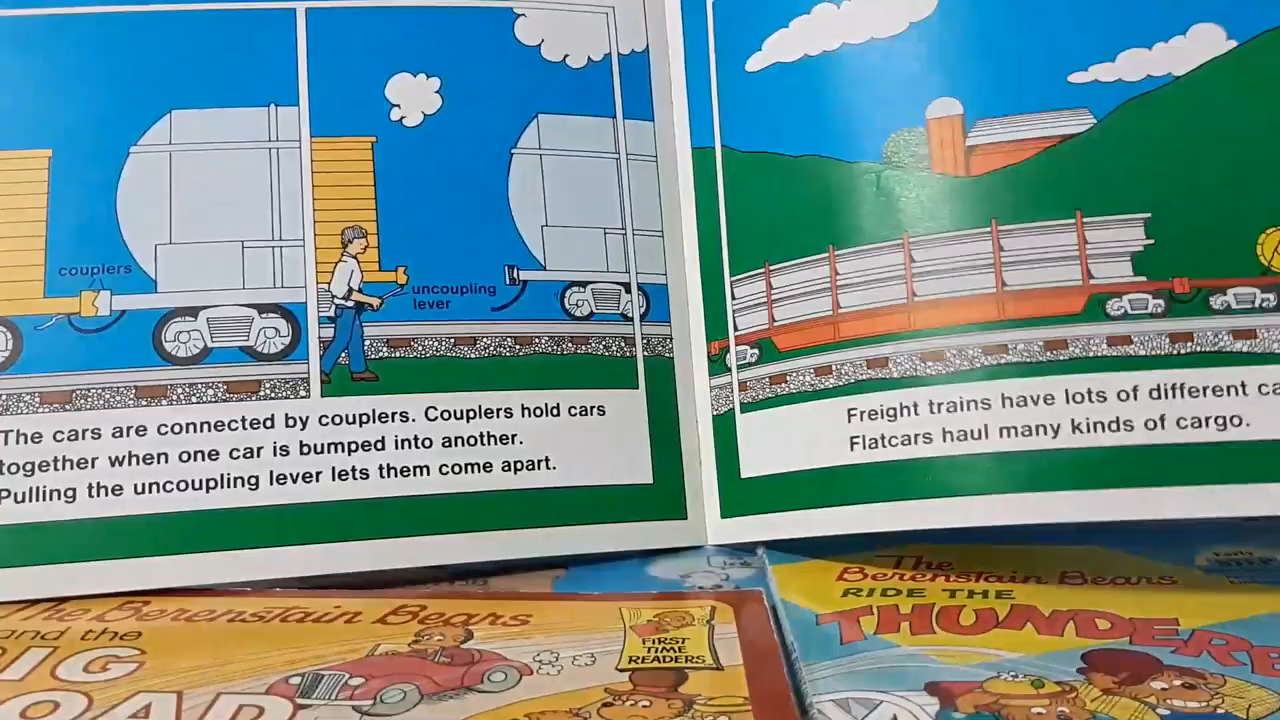 couplers
uncoupling
lever
The cars are connected by couplers. Couplers hold cars
together when one car is bumped into another.
Pulling the uncoupling lever lets them come apart.
Freight trains have lots of different
Flatcars haul many kinds of cargo.
The Berenstain Bears
and the
FIRST
TIME
READERS
The
Berenstain Bears
RIDE THE